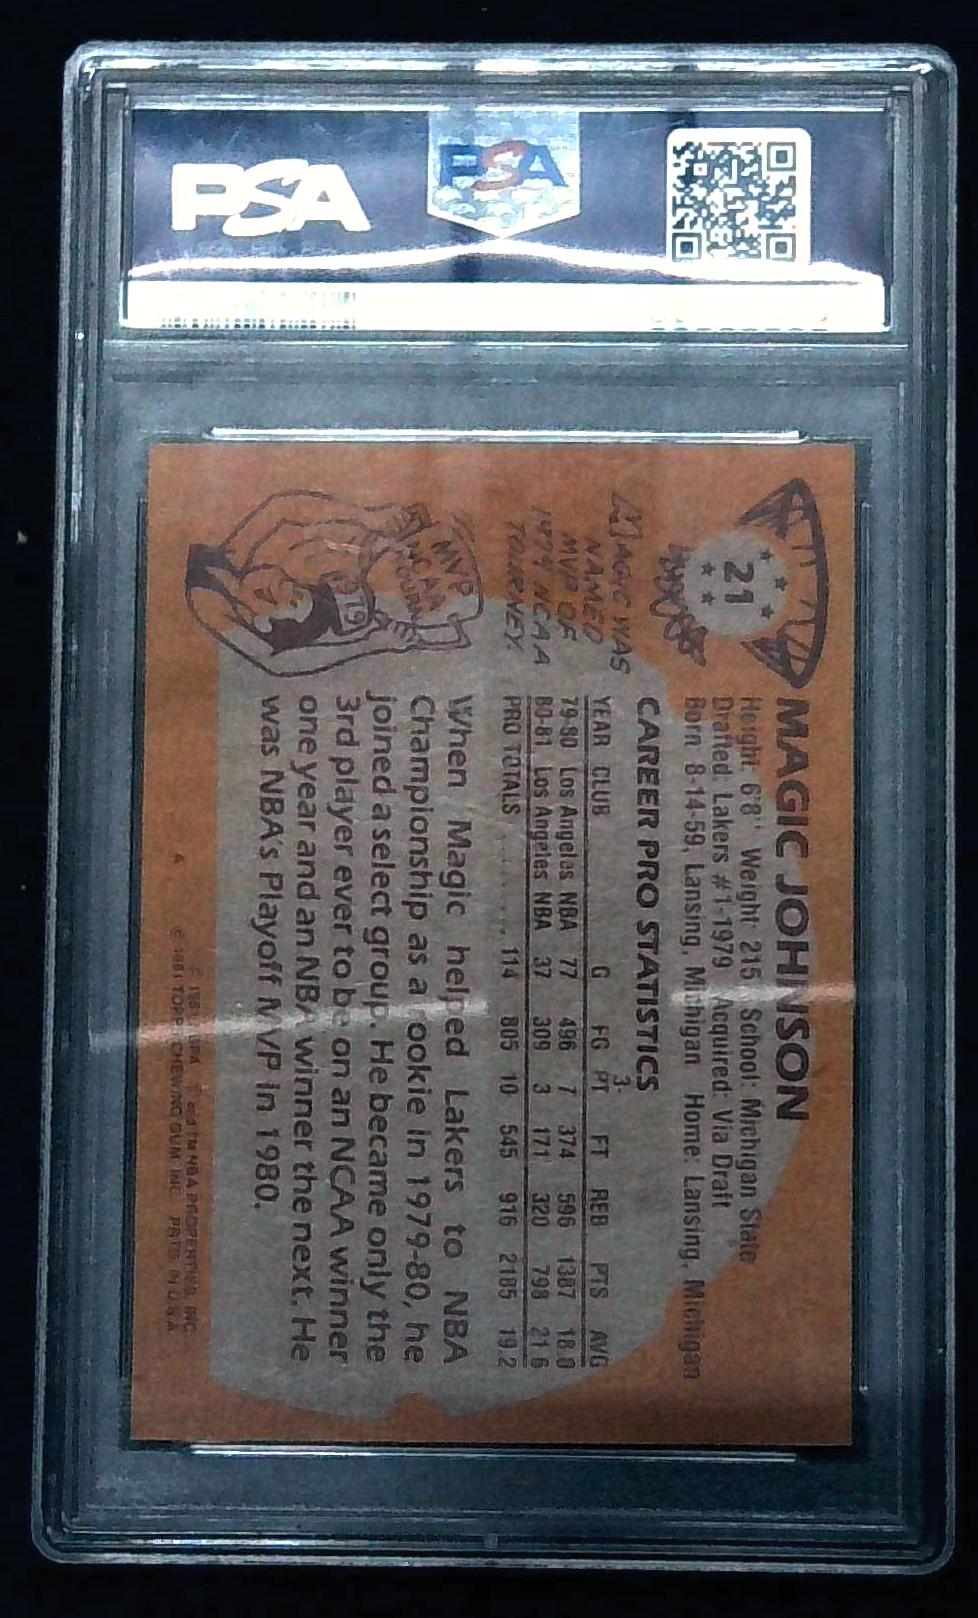 PSA
PSA
21
MAGIC JOHNSON
Height: 6'8" Weight: 215 School: Michigan State
Drafted: Lakers #1-1979 Acquired: Via Draft
Born 8-14-59, Lansing, Michigan Home: Lansing, Michigan
CAREER PRO STATISTICS
YEAR CLUB G FG 3-PT FT REB PTS AVG
79-80 Los Angeles NBA 77 496 7 374 596 1387 18.0
80-81 Los Angeles NBA 37 309 3 171 320 798 21.6
PRO TOTALS 114 805 10 545 916 2185 19.2
MAGIC WAS
NAMED
MVP OF
1979 NCAA
TOURNEY.
MVP
NCAA
TOURN.
19
When Magic helped Lakers to NBA
Championship as a rookie in 1979-80, he
joined a select group. He became only the
3rd player ever to be on an NCAA winner
one year and an NBA winner the next. He
was NBA's Playoff MVP in 1980.
and TM NBA PROPERTIES, INC.
A © 1981 TOPPS CHEWING GUM, INC. PRTD. IN U.S.A.